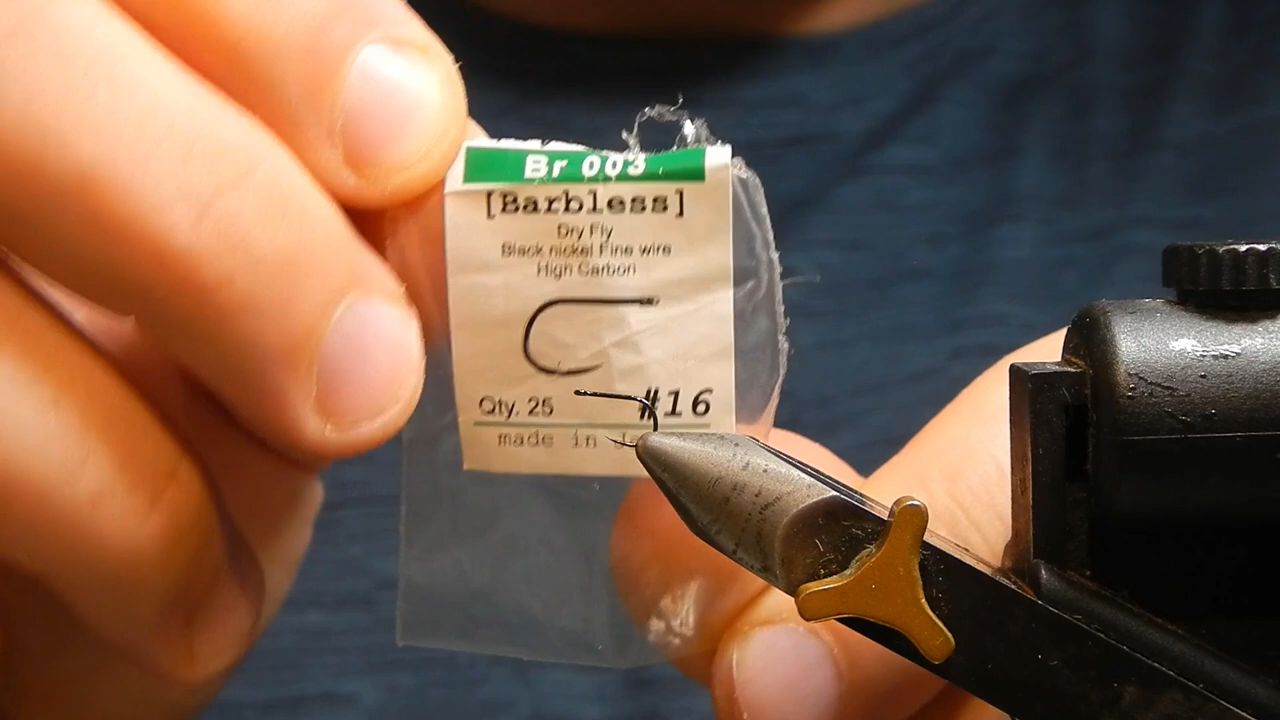 Br 003
[Barbless]
Dry Fly
Black nickel Fine wire
High Carbon
Qty. 25 #16
made in